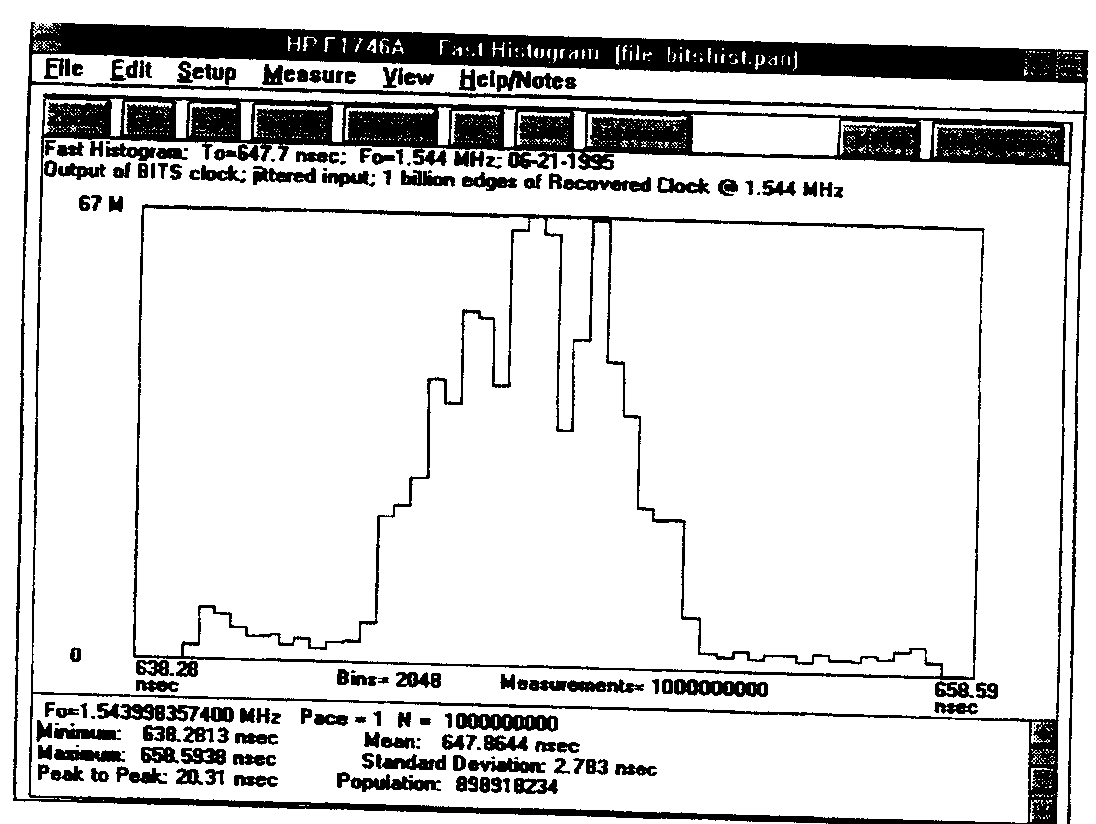 HP E1746A Fast Histogram [file bitshist.pan]
File Edit Setup Measure View Help/Notes
Fast Histogram: To=647.7 nsec; Fo=1.544 MHz; 06-21-1995
Output of BITS clock; jittered input; 1 billion edges of Recovered Clock @ 1.544 MHz
67 M
0
638.28
nsec
Bins= 2048
Measurements= 1000000000
658.59
nsec
Fo=1.543998357400 MHz Pace = 1 N = 1000000000
Minimum: 638.2813 nsec Mean: 647.8644 nsec
Maximum: 658.5938 nsec Standard Deviation: 2.783 nsec
Peak to Peak: 20.31 nsec Population: 898918234